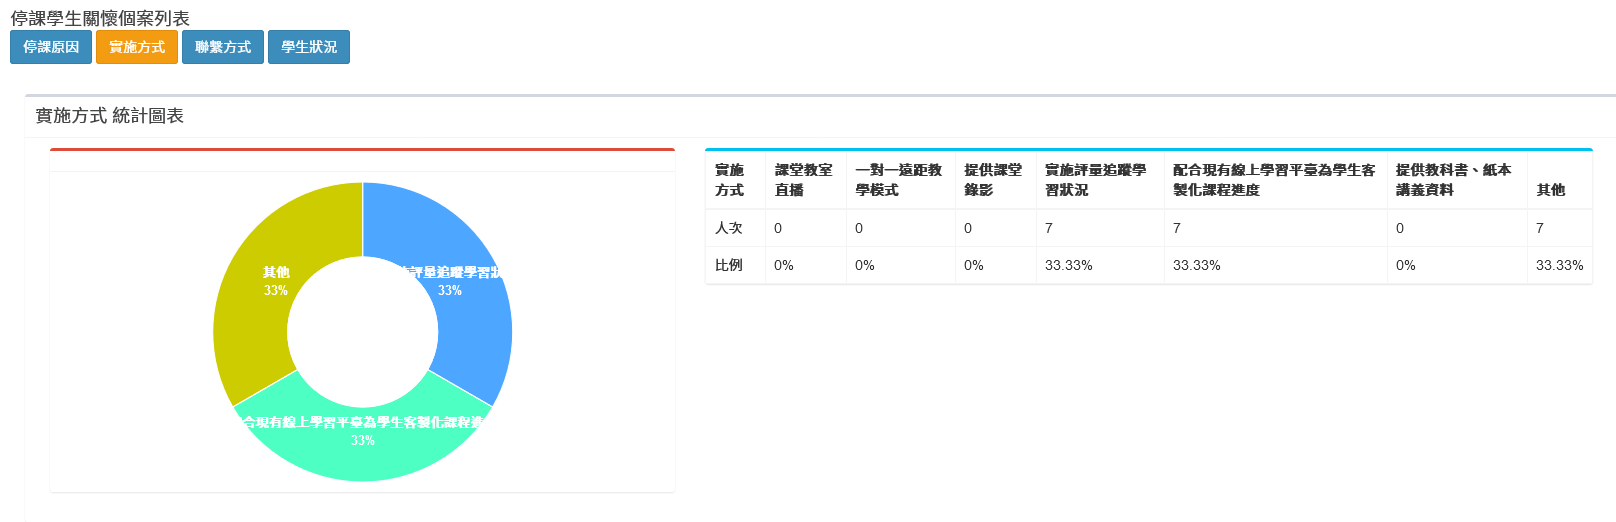 停課學生關懷個案列表
停課原因 實施方式 聯繫方式 學生狀況
實施方式 統計圖表
其他
33%
評量追蹤學習狀
33%
合現有線上學習平臺為學生客製化課程進
33%
實施方式 課堂教室直播 一對一遠距教學模式 提供課堂錄影 實施評量追蹤學習狀況 配合現有線上學習平臺為學生客製化課程進度 提供教科書、紙本講義資料 其他
人次 0 0 0 7 7 0 7
比例 0% 0% 0% 33.33% 33.33% 0% 33.33%